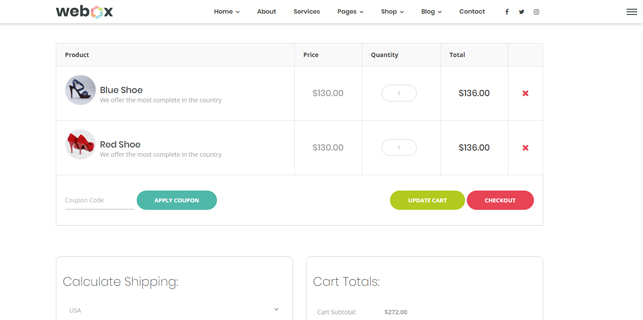 webox Home About Services Pages Shop Blog Contact
Product Price Quantity Total
Blue Shoe
We offer the most complete in the country
$130.00 1 $136.00
Red Shoe
We offer the most complete in the country
$130.00 1 $136.00
Coupon Code APPLY COUPON UPDATE CART CHECKOUT
Calculate Shipping: Cart Totals:
USA
Cart Subtotal: $272.00